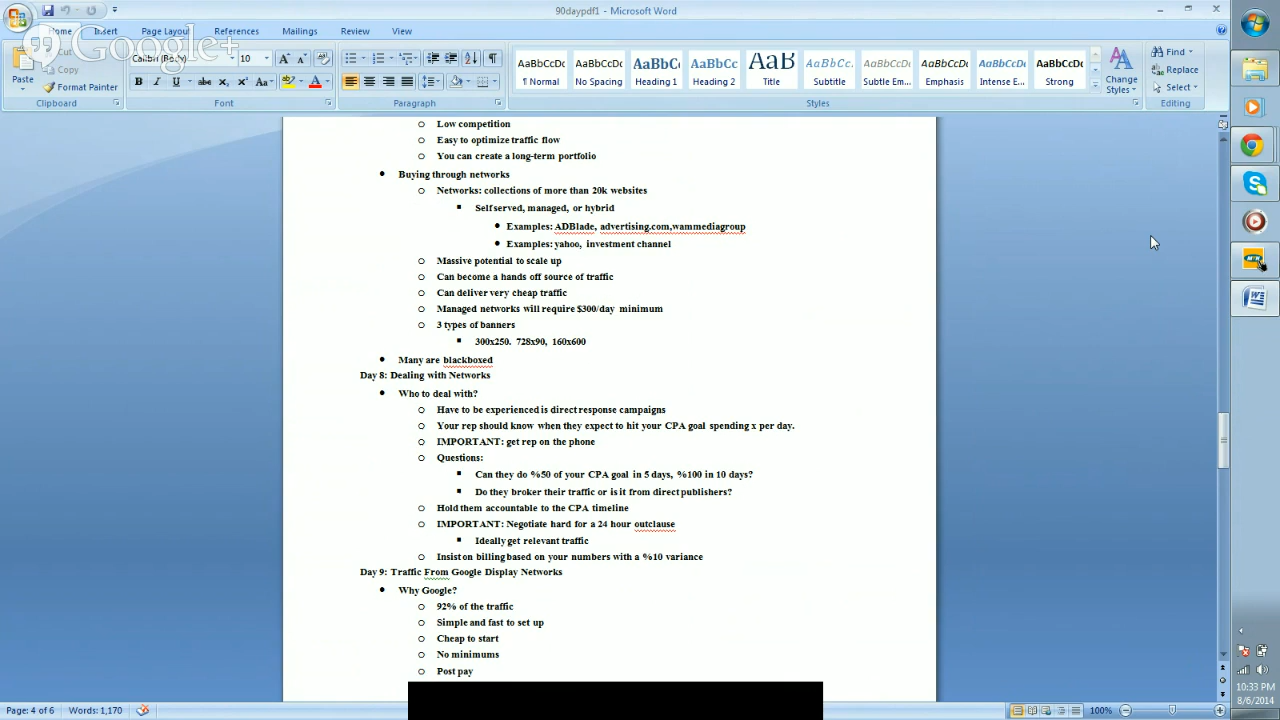 90daypdf1 - Microsoft Word
Google+
Home Insert Page Layout References Mailings Review View
Paste
Cut
Copy
Format Painter
Clipboard
Calibri (Body) 10
B I U abc X₂ X² Aa A
Font
Paragraph
AaBbCcDc AaBbCcDc AaBbCc AaBbCc AaB AaBbCc. AaBbCcDc AaBbCcDc AaBbCcDc AaBbCcDc
¶ Normal No Spacing Heading 1 Heading 2 Title Subtitle Subtle Em... Emphasis Intense E... Strong
Styles
Change Styles
Find
Replace
Select
Editing
Low competition
Easy to optimize traffic flow
You can create a long-term portfolio
Buying through networks
Networks: collections of more than 20k websites
Self served, managed, or hybrid
Examples: ADBlade, advertising.com,wammediagroup
Examples: yahoo, investment channel
Massive potential to scale up
Can become a hands off source of traffic
Can deliver very cheap traffic
Managed networks will require $300/day minimum
3 types of banners
300x250. 728x90, 160x600
Many are blackboxed
Day 8: Dealing with Networks
Who to deal with?
Have to be experienced is direct response campaigns
Your rep should know when they expect to hit your CPA goal spending x per day.
IMPORTANT: get rep on the phone
Questions:
Can they do %50 of your CPA goal in 5 days, %100 in 10 days?
Do they broker their traffic or is it from direct publishers?
Hold them accountable to the CPA timeline
IMPORTANT: Negotiate hard for a 24 hour outclause
Ideally get relevant traffic
Insist on billing based on your numbers with a %10 variance
Day 9: Traffic From Google Display Networks
Why Google?
92% of the traffic
Simple and fast to set up
Cheap to start
No minimums
Post pay
Page: 4 of 6 Words: 1,170
100%
10:33 PM
8/6/2014